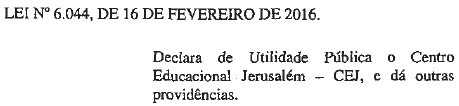 LEI Nº 6.044, DE 16 DE FEVEREIRO DE 2016.
Declara de Utilidade Pública o Centro
Educacional Jerusalém – CEJ, e dá outras
providências.